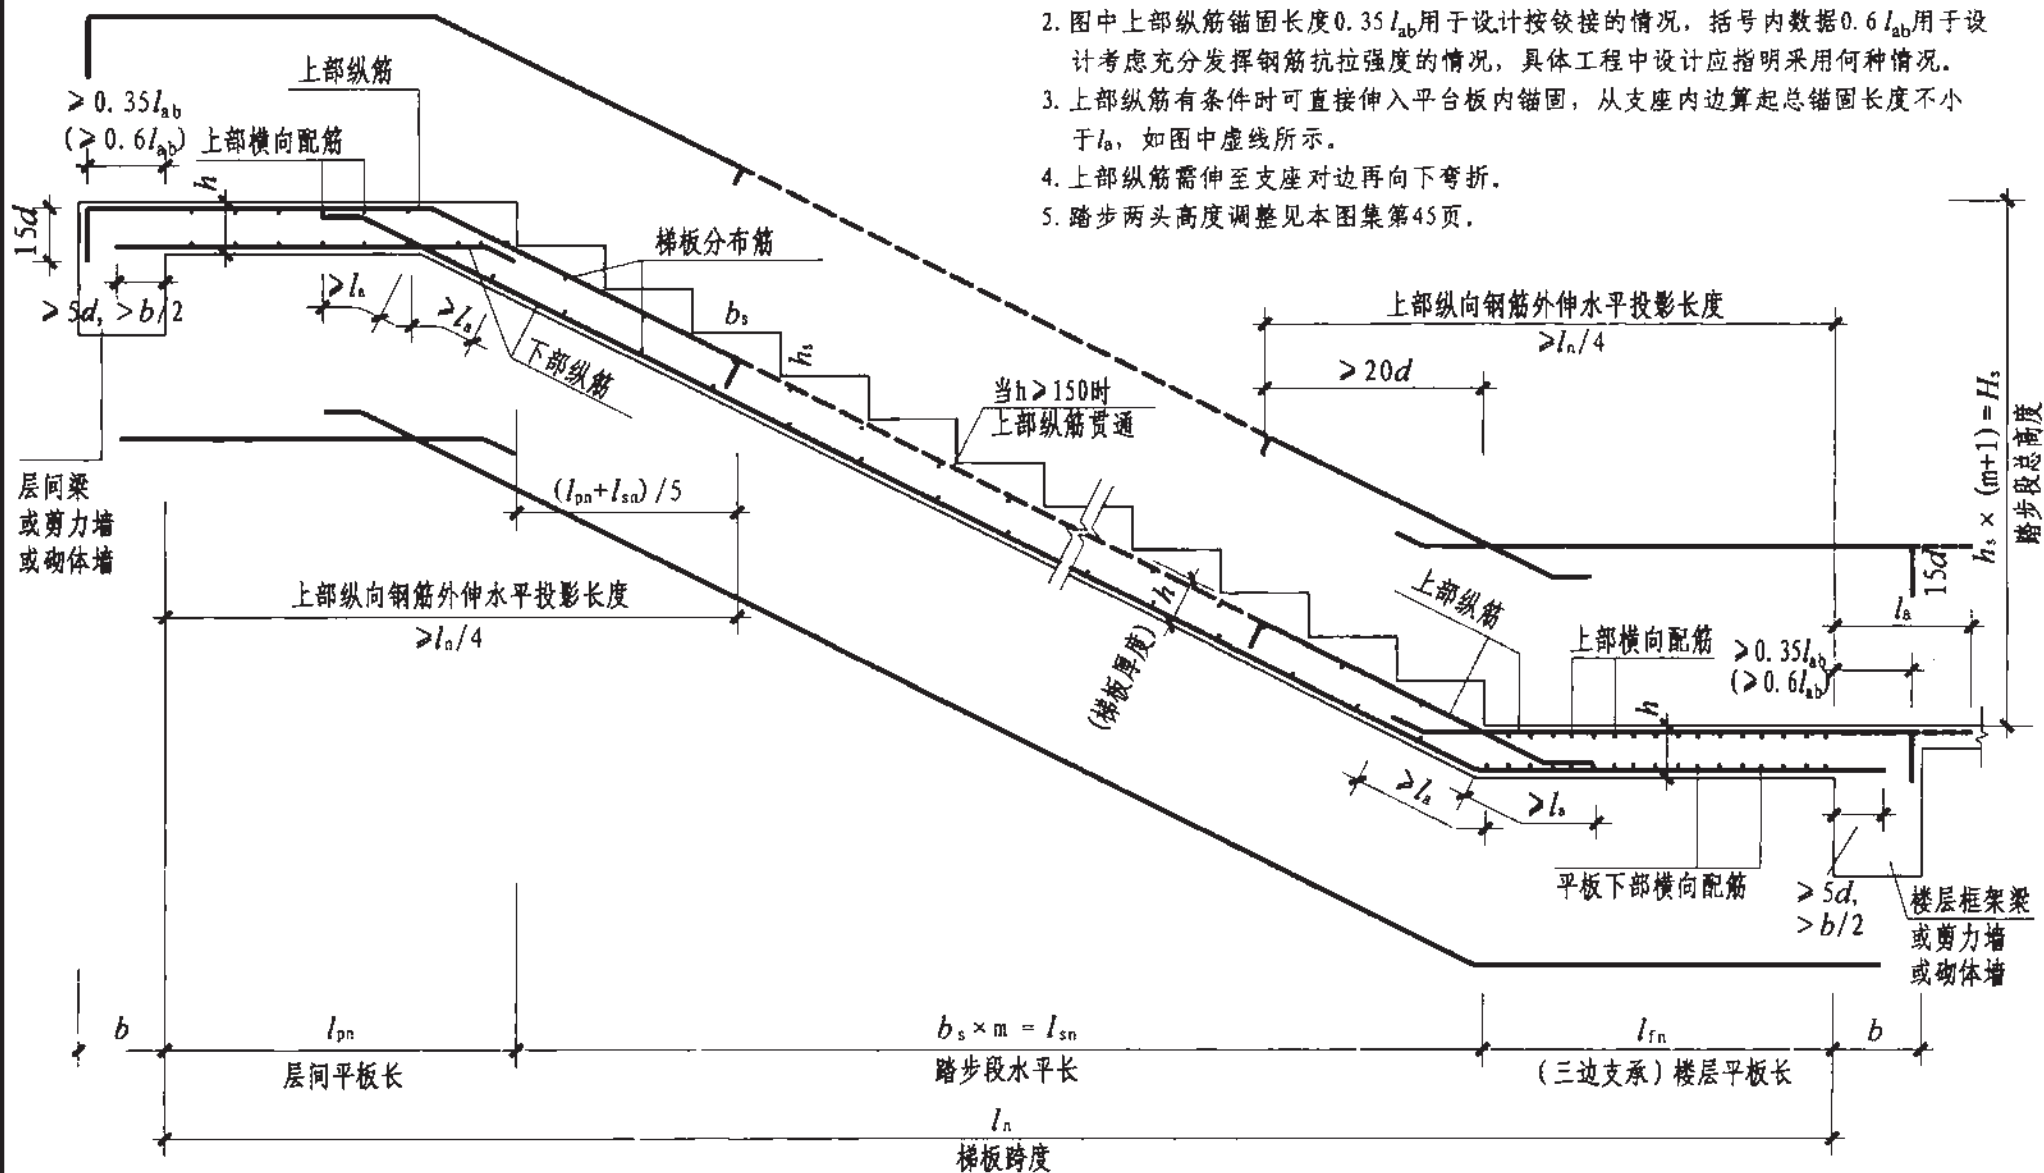 2. 图中上部纵筋锚固长度0.35lab用于设计按铰接的情况，括号内数据0.6lab用于设
计考虑充分发挥钢筋抗拉强度的情况，具体工程中设计应指明采用何种情况。
3. 上部纵筋有条件时可直接伸入平台板内锚固，从支座内边算起总锚固长度不小
于la，如图中虚线所示。
4. 上部纵筋需伸至支座对边再向下弯折。
5. 踏步两头高度调整见本图集第45页。
上部纵筋
≥0.35lab
(≥0.6lab)
上部横向配筋
h
15d
≥5d, >b/2
≥la
≥la
下部纵筋
梯板分布筋
bs
hs
当h≥150时
上部纵筋贯通
上部纵向钢筋外伸水平投影长度
≥ln/4
≥20d
hs×(m+1)=Hs
踏步段总高度
层间梁
或剪力墙
或砌体墙
(lpn+lsn)/5
上部纵向钢筋外伸水平投影长度
≥ln/4
h
(梯板厚度)
上部纵筋
上部横向配筋
15d
la
≥0.35lab
(≥0.6lab)
h
≥la
≥la
平板下部横向配筋
≥5d,
>b/2
楼层框架梁
或剪力墙
或砌体墙
b
lpn
层间平板长
bs×m=lsn
踏步段水平长
lfn
(三边支承)楼层平板长
b
ln
梯板跨度